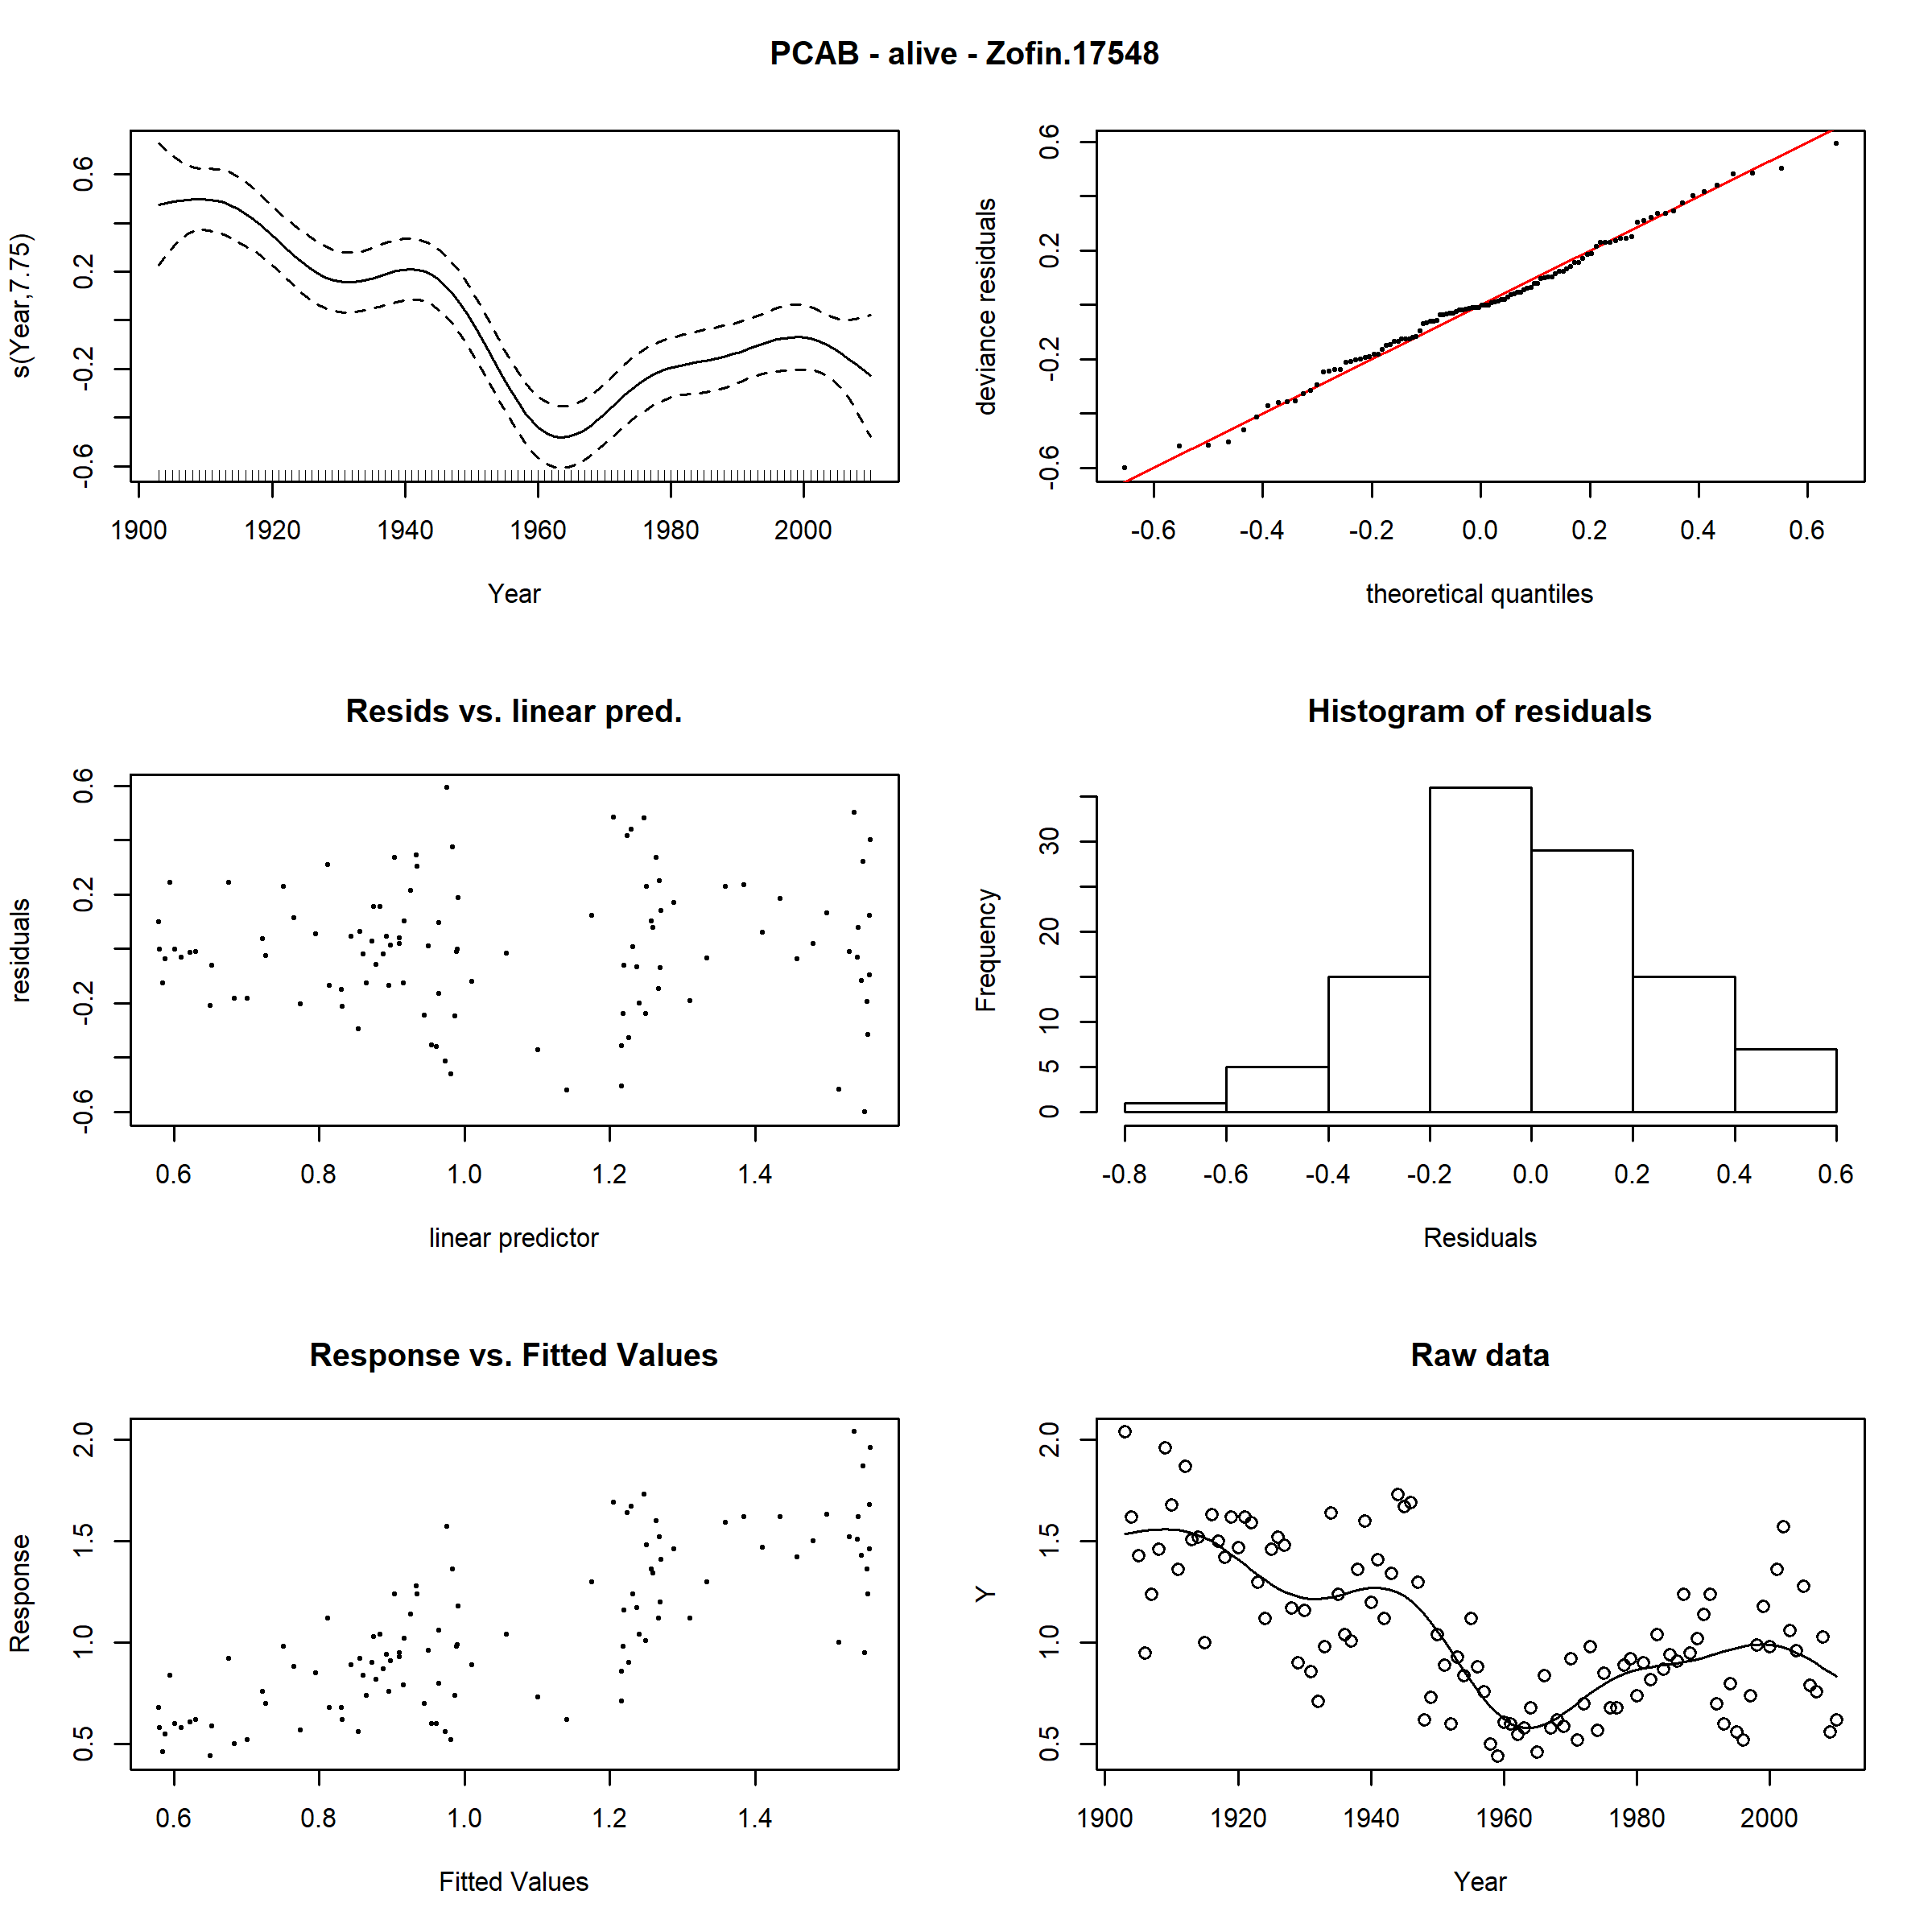 PCAB - alive - Zofin.17548
s(Year,7.75)
0.6
0.2
-0.2
-0.6
1900 1920 1940 1960 1980 2000
Year
deviance residuals
0.6
0.2
-0.2
-0.6
-0.6 -0.4 -0.2 0.0 0.2 0.4 0.6
theoretical quantiles
Resids vs. linear pred.
residuals
0.6
0.2
-0.2
-0.6
0.6 0.8 1.0 1.2 1.4
linear predictor
Histogram of residuals
Frequency
30
20
10
5
0
-0.8 -0.6 -0.4 -0.2 0.0 0.2 0.4 0.6
Residuals
Response vs. Fitted Values
Response
2.0
1.5
1.0
0.5
0.6 0.8 1.0 1.2 1.4
Fitted Values
Raw data
Y
2.0
1.5
1.0
0.5
1900 1920 1940 1960 1980 2000
Year